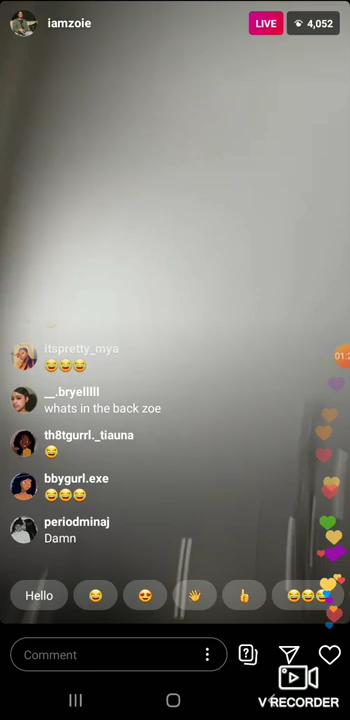 iamzoie
LIVE
4,052
itspretty_mya
😂😂😂
__.bryelllll
whats in the back zoe
th8tgurrl._tiauna
😂
bbygurl.exe
😂😂😂
periodminaj
Damn
Hello 😂 😍 👋 👍 😂😂😂
Comment
V RECORDER